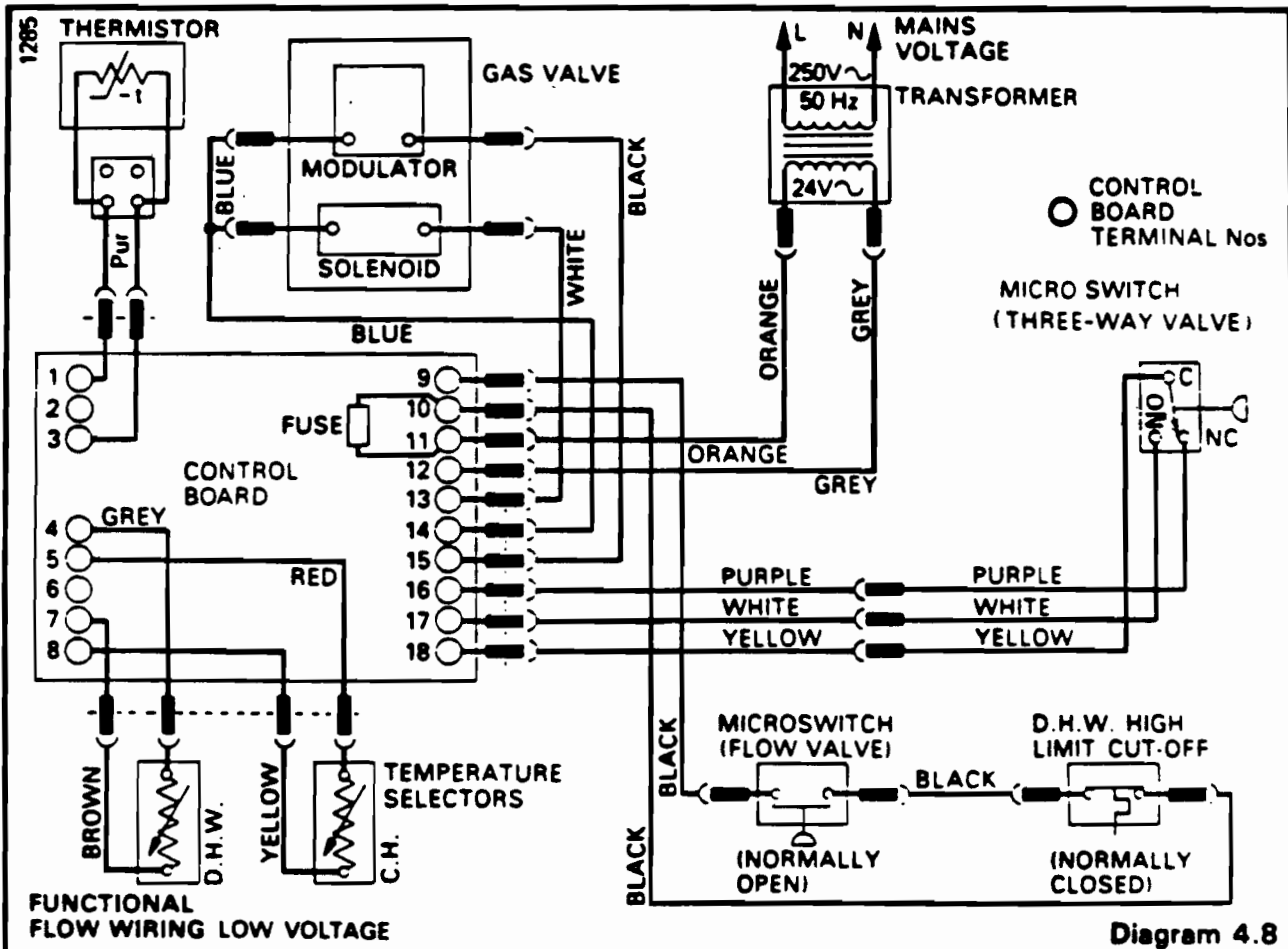 1285
THERMISTOR
-t
Pur
GAS VALVE
MODULATOR
SOLENOID
BLUE
BLACK
WHITE
BLUE
L N
MAINS
VOLTAGE
250V~
50 Hz
TRANSFORMER
24V~
ORANGE
GREY
CONTROL
BOARD
TERMINAL Nos
MICRO SWITCH
(THREE-WAY VALVE)
C
NO
NC
1
2
3
4
5
6
7
8
FUSE
CONTROL
BOARD
GREY
RED
9
10
11
12
13
14
15
16
17
18
ORANGE
GREY
PURPLE
PURPLE
WHITE
WHITE
YELLOW
YELLOW
BROWN
D.H.W.
YELLOW
C.H.
TEMPERATURE
SELECTORS
BLACK
BLACK
MICROSWITCH
(FLOW VALVE)
BLACK
D.H.W. HIGH
LIMIT CUT-OFF
(NORMALLY
OPEN)
(NORMALLY
CLOSED)
FUNCTIONAL
FLOW WIRING LOW VOLTAGE
Diagram 4.8